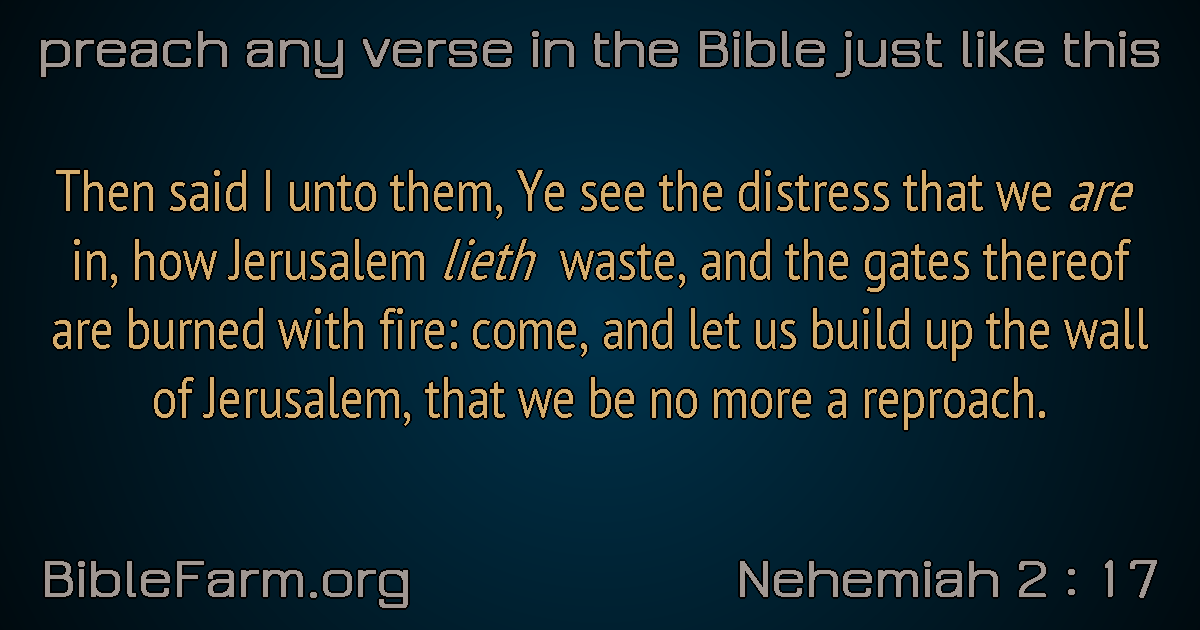 preach any verse in the Bible just like this
Then said I unto them, Ye see the distress that we are
in, how Jerusalem lieth waste, and the gates thereof
are burned with fire: come, and let us build up the wall
of Jerusalem, that we be no more a reproach.
BibleFarm.org
Nehemiah 2 : 17